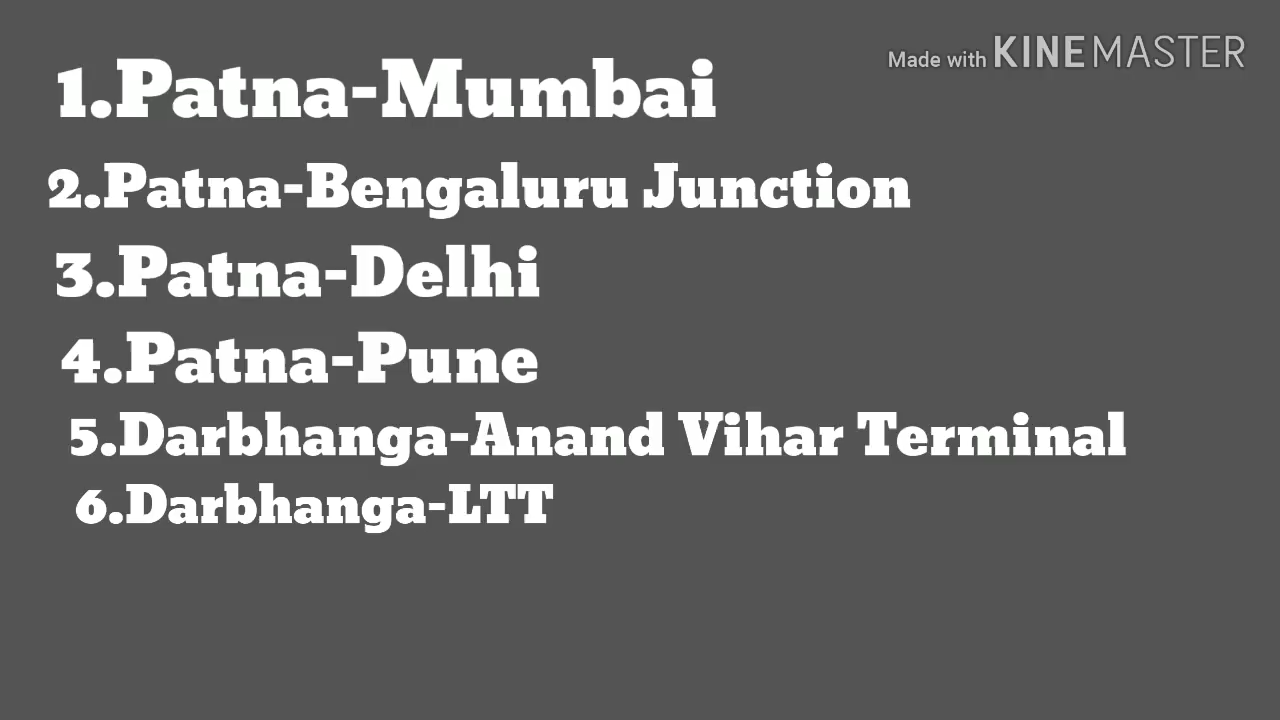 Made with KINEMASTER
1.Patna-Mumbai
2.Patna-Bengaluru Junction
3.Patna-Delhi
4.Patna-Pune
5.Darbhanga-Anand Vihar Terminal
6.Darbhanga-LTT